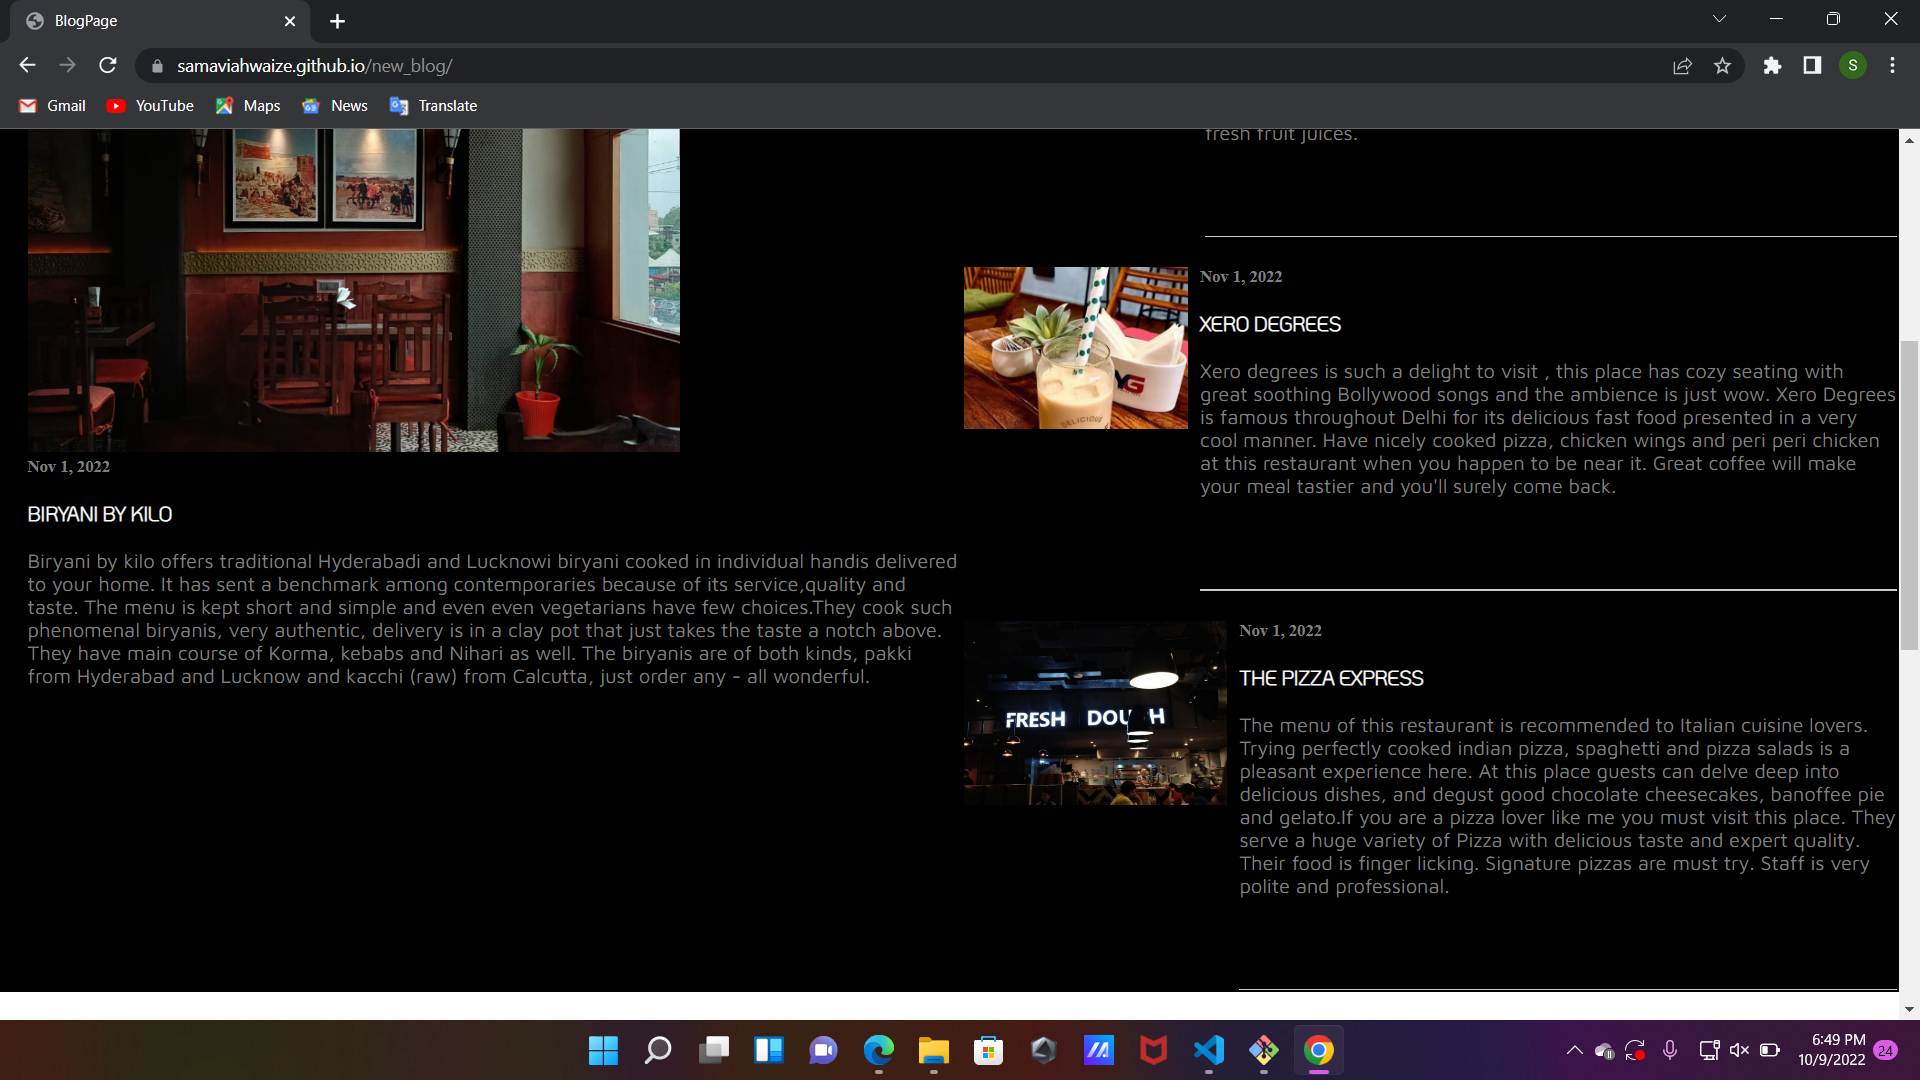 BlogPage
samaviahwaize.github.io/new_blog/
S
Gmail
YouTube
Maps
News
Translate
fresh fruit juices.
Nov 1, 2022
XERO DEGREES
Xero degrees is such a delight to visit , this place has cozy seating with
great soothing Bollywood songs and the ambience is just wow. Xero Degrees
is famous throughout Delhi for its delicious fast food presented in a very
cool manner. Have nicely cooked pizza, chicken wings and peri peri chicken
at this restaurant when you happen to be near it. Great coffee will make
your meal tastier and you'll surely come back.
YG
DELICIOUS
Nov 1, 2022
BIRYANI BY KILO
Biryani by kilo offers traditional Hyderabadi and Lucknowi biryani cooked in individual handis delivered
to your home. It has sent a benchmark among contemporaries because of its service,quality and
taste. The menu is kept short and simple and even even vegetarians have few choices.They cook such
phenomenal biryanis, very authentic, delivery is in a clay pot that just takes the taste a notch above.
They have main course of Korma, kebabs and Nihari as well. The biryanis are of both kinds, pakki
from Hyderabad and Lucknow and kacchi (raw) from Calcutta, just order any - all wonderful.
FRESH DOUGH
Nov 1, 2022
THE PIZZA EXPRESS
The menu of this restaurant is recommended to Italian cuisine lovers.
Trying perfectly cooked indian pizza, spaghetti and pizza salads is a
pleasant experience here. At this place guests can delve deep into
delicious dishes, and degust good chocolate cheesecakes, banoffee pie
and gelato.If you are a pizza lover like me you must visit this place. They
serve a huge variety of Pizza with delicious taste and expert quality.
Their food is finger licking. Signature pizzas are must try. Staff is very
polite and professional.
6:49 PM
10/9/2022
24